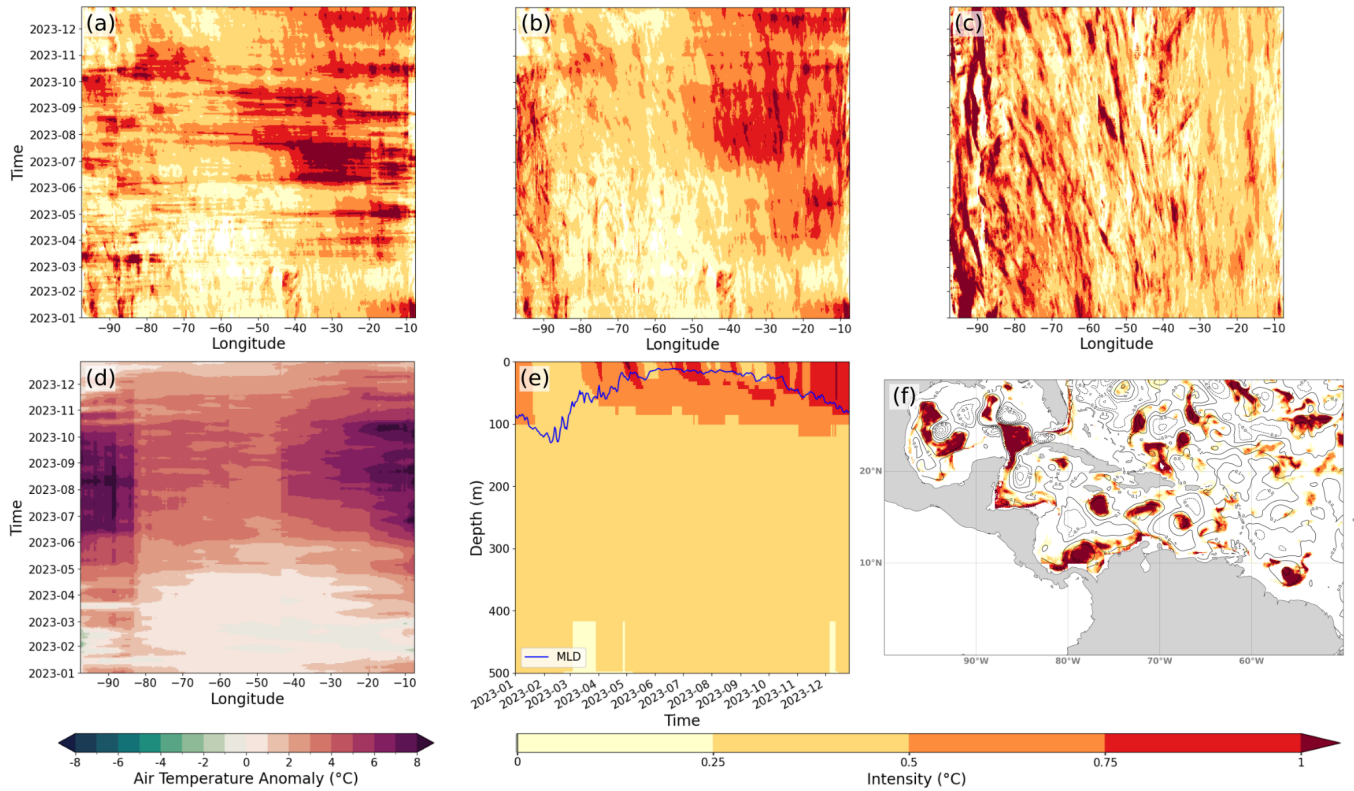 (a)
(b)
(c)
2023-12
2023-11
2023-10
2023-09
2023-08
2023-07
2023-06
2023-05
2023-04
2023-03
2023-02
2023-01
Time
−90 −80 −70 −60 −50 −40 −30 −20 −10
Longitude
−90 −80 −70 −60 −50 −40 −30 −20 −10
Longitude
−90 −80 −70 −60 −50 −40 −30 −20 −10
Longitude
(d)
2023-12
2023-11
2023-10
2023-09
2023-08
2023-07
2023-06
2023-05
2023-04
2023-03
2023-02
2023-01
Time
−90 −80 −70 −60 −50 −40 −30 −20 −10
Longitude
(e)
0
100
200
300
400
500
Depth (m)
MLD
2023-01 2023-02 2023-03 2023-04 2023-05 2023-06 2023-07 2023-08 2023-09 2023-10 2023-11 2023-12
Time
(f)
20°N
10°N
90°W 80°W 70°W 60°W
-8 -6 -4 -2 0 2 4 6 8
Air Temperature Anomaly (°C)
0 0.25 0.5 0.75 1
Intensity (°C)